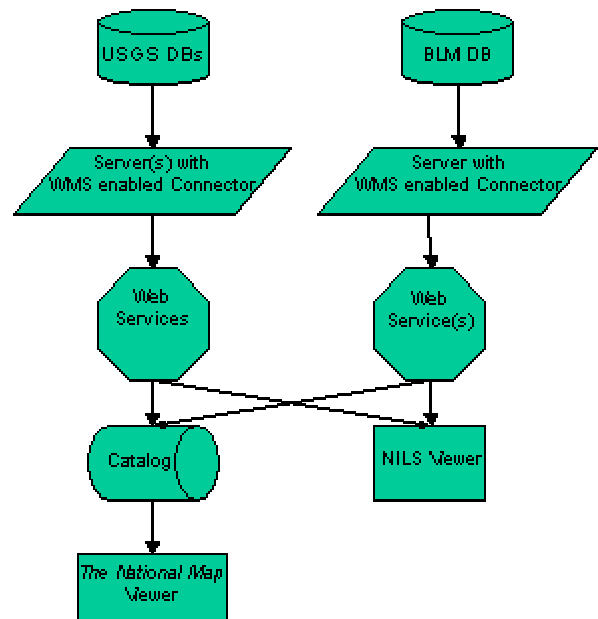 USGS DBs
BLM DB
Server(s) with
WMS enabled Connector
Server with
WMS enabled Connector
Web
Services
Web
Service(s)
Catalog
NILS Viewer
The National Map
Viewer